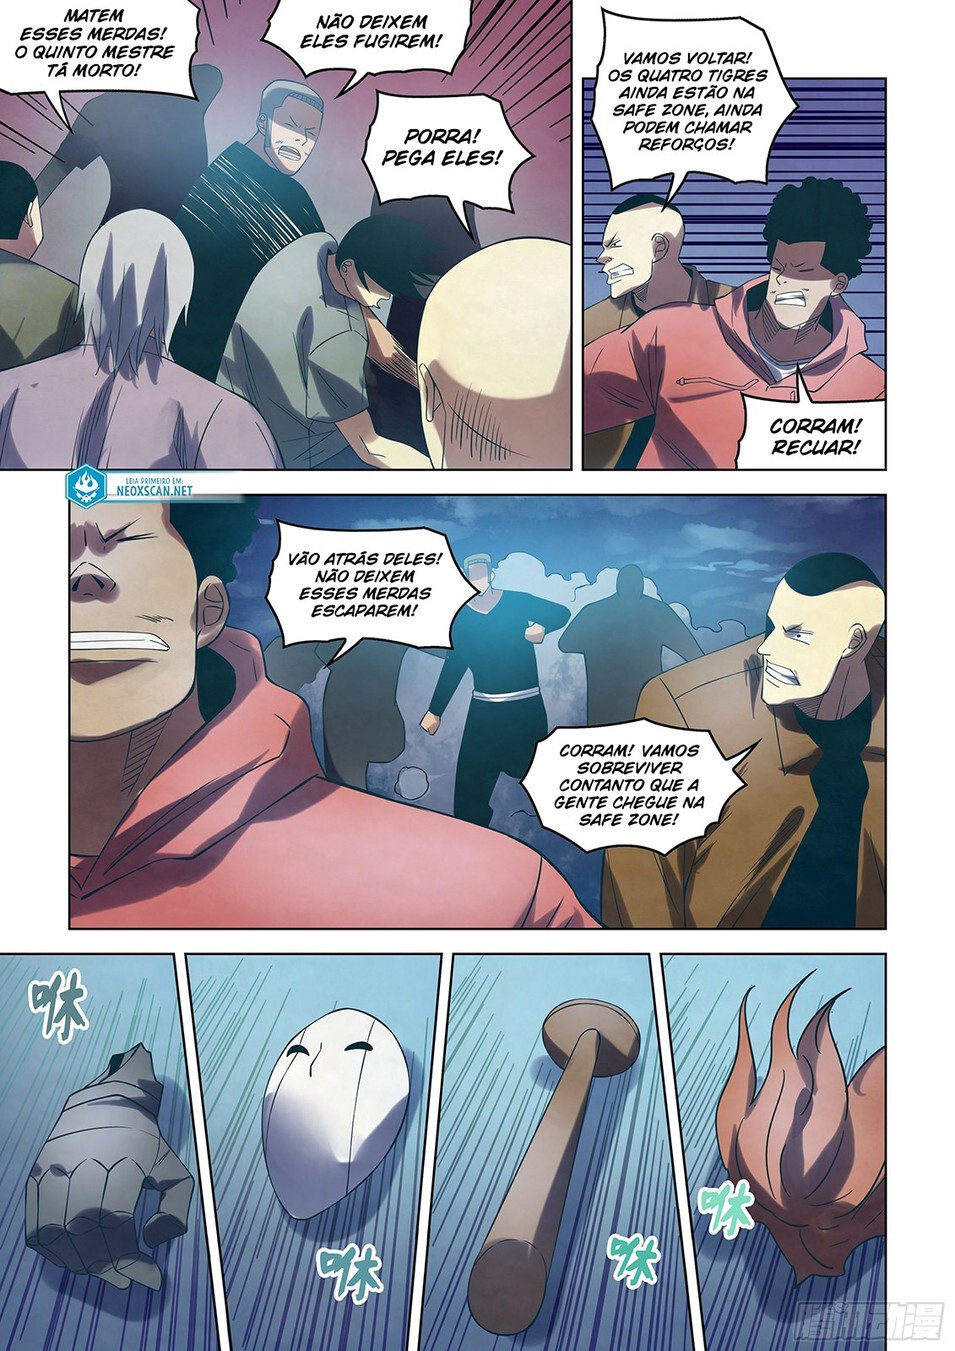 MATEM
ESSES MERDAS!
O QUINTO MESTRE
TÁ MORTO!
NÃO DEIXEM
ELES FUGIREM!
PORRA!
PEGA ELES!
VAMOS VOLTAR!
OS QUATRO TIGRES
AINDA ESTÃO NA
SAFE ZONE, AINDA
PODEM CHAMAR
REFORÇOS!
CORRAM!
RECUAR!
LEIA PRIMEIRO EM:
NEOXSCAN.NET
VÃO ATRÁS DELES!
NÃO DEIXEM
ESSES MERDAS
ESCAPAREM!
CORRAM! VAMOS
SOBREVIVER
CONTANTO QUE A
GENTE CHEGUE NA
SAFE ZONE!
咻
咻
咻
咻